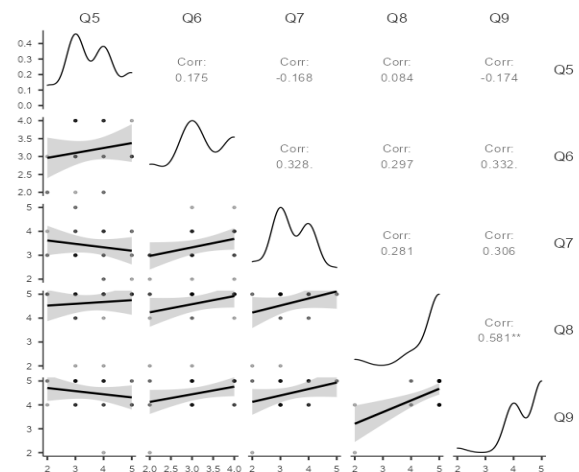 Q5 Q6 Q7 Q8 Q9
0.4
0.3
0.2
0.1
0.0
Corr:
0.175
Corr:
-0.168
Corr:
0.084
Corr:
-0.174
Q5
4.0
3.5
3.0
2.5
2.0
Corr:
0.328.
Corr:
0.297
Corr:
0.332.
Q6
5
4
3
2
Corr:
0.281
Corr:
0.306
Q7
5
4
3
2
Corr:
0.581**
Q8
5
4
3
2
Q9
2 3 4 5 2.0 2.5 3.0 3.5 4.0 2 3 4 5 2 3 4 5 2 3 4 5